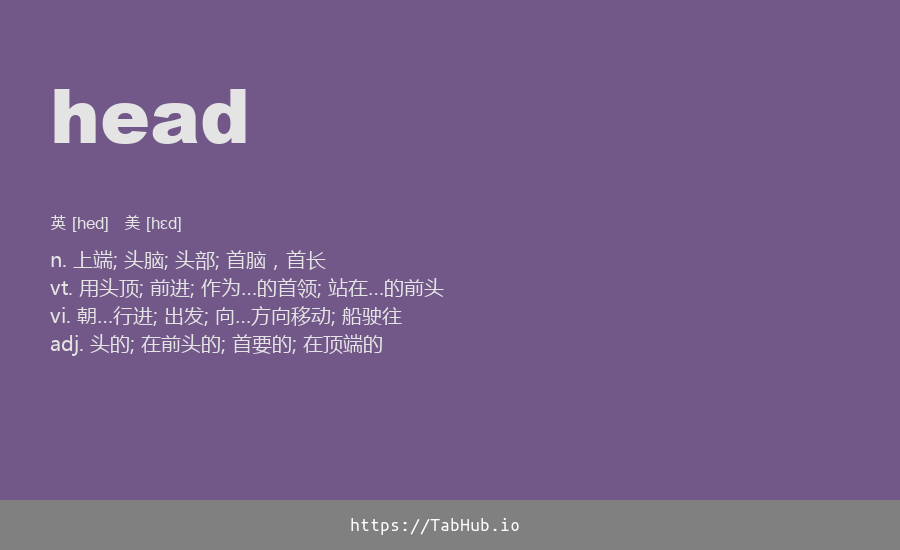 head
英 [hed] 美 [hɛd]
n. 上端; 头脑; 头部; 首脑，首长
vt. 用头顶; 前进; 作为…的首领; 站在…的前头
vi. 朝…行进; 出发; 向…方向移动; 船驶往
adj. 头的; 在前头的; 首要的; 在顶端的
https://TabHub.io